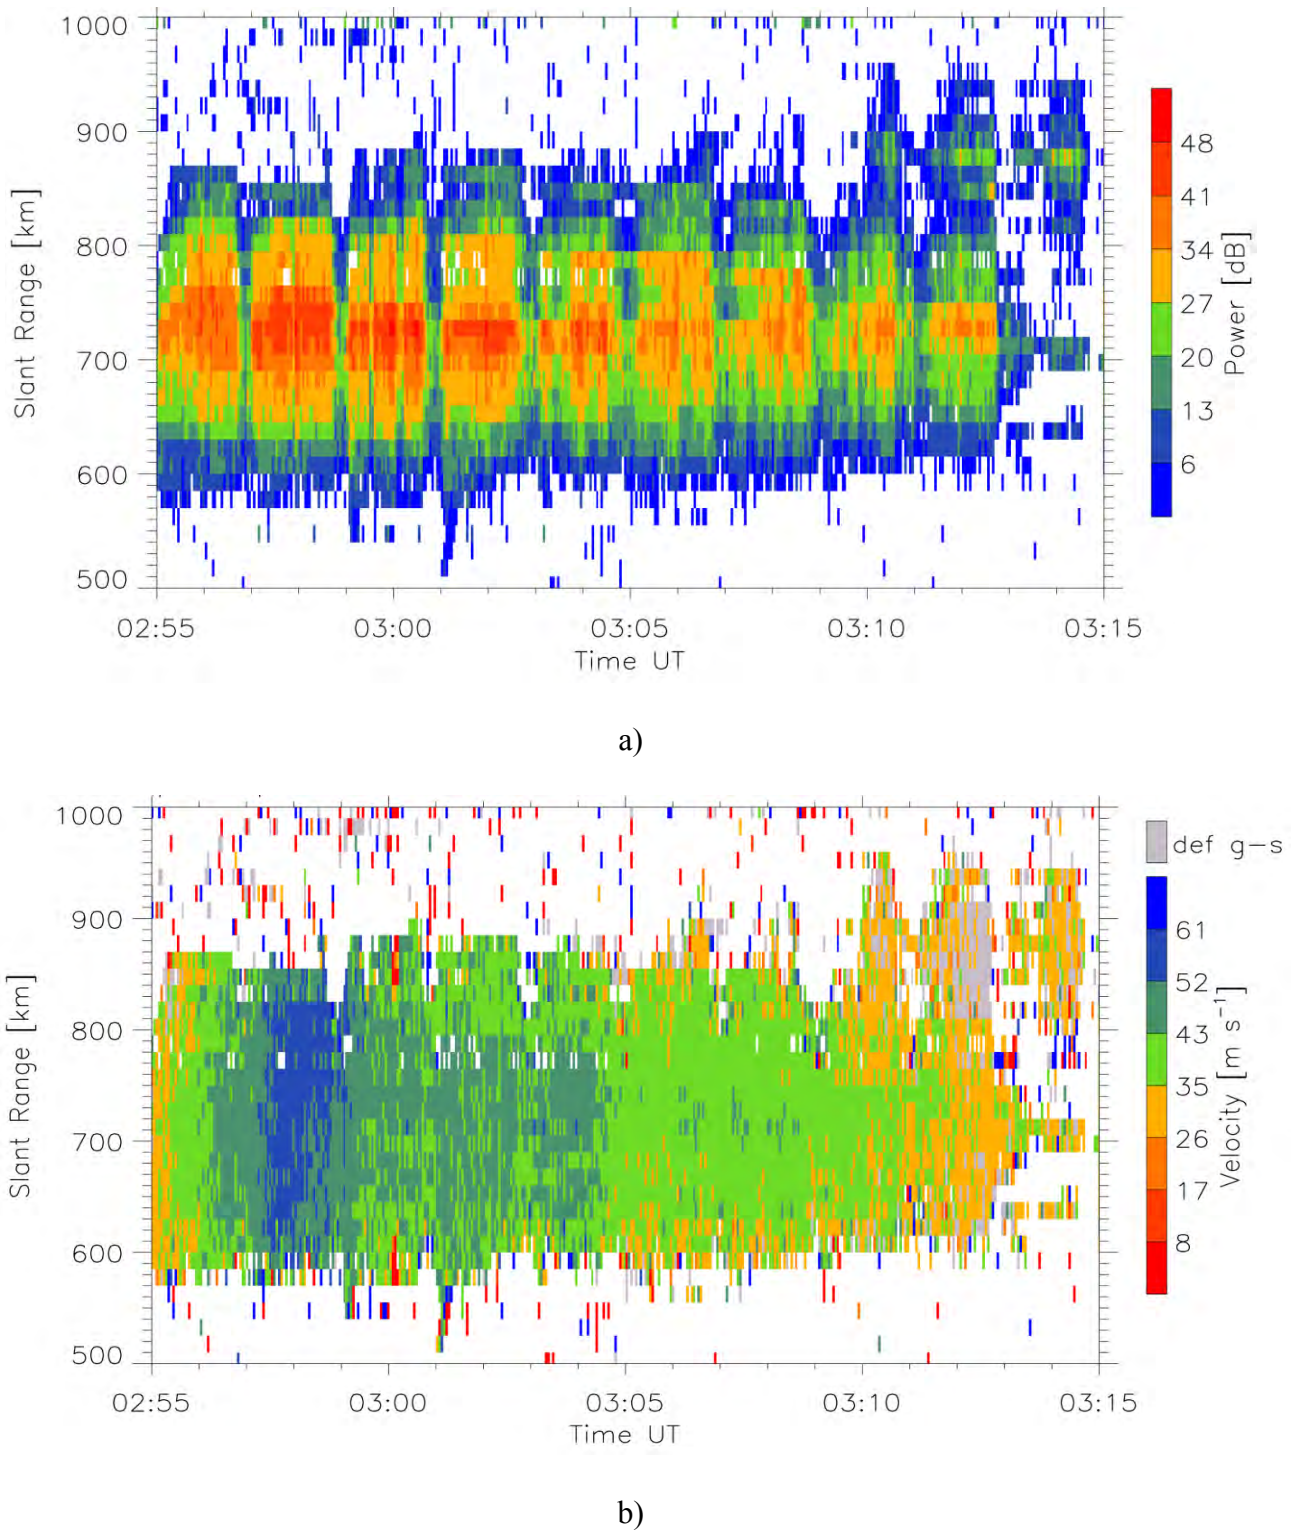 1000
900
800
700
600
500
Slant Range [km]
02:55 03:00 03:05 03:10 03:15
Time UT
48
41
34
27
20
13
6
Power [dB]
a)
1000
900
800
700
600
500
Slant Range [km]
02:55 03:00 03:05 03:10 03:15
Time UT
def g-s
61
52
43
35
26
17
8
Velocity [m s⁻¹]
b)